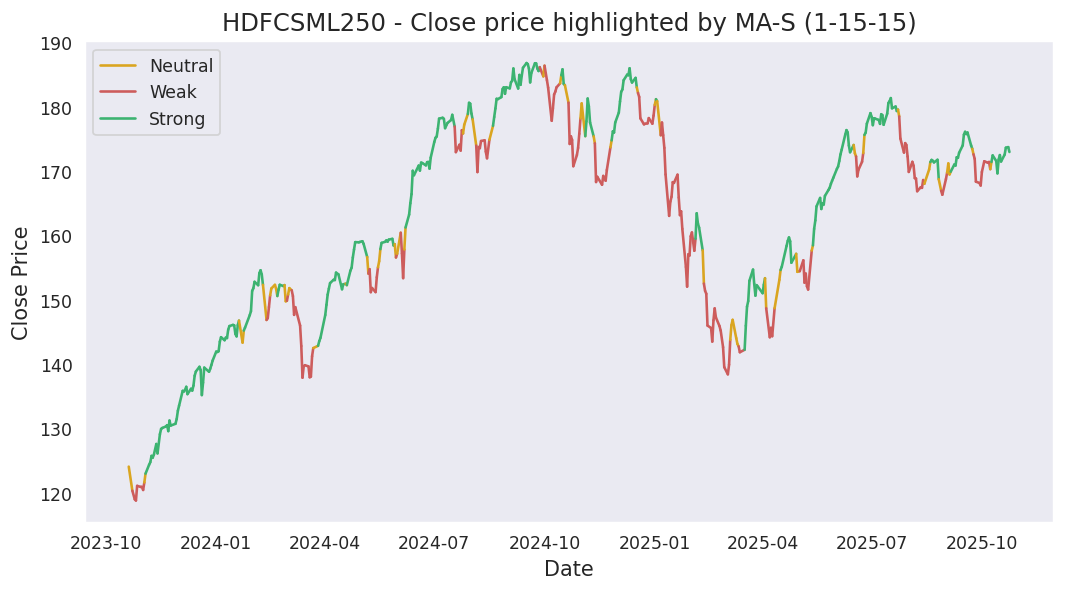 HDFCSML250 - Close price highlighted by MA-S (1-15-15)
190
180
170
160
150
140
130
120
Close Price
Neutral
Weak
Strong
2023-10 2024-01 2024-04 2024-07 2024-10 2025-01 2025-04 2025-07 2025-10
Date